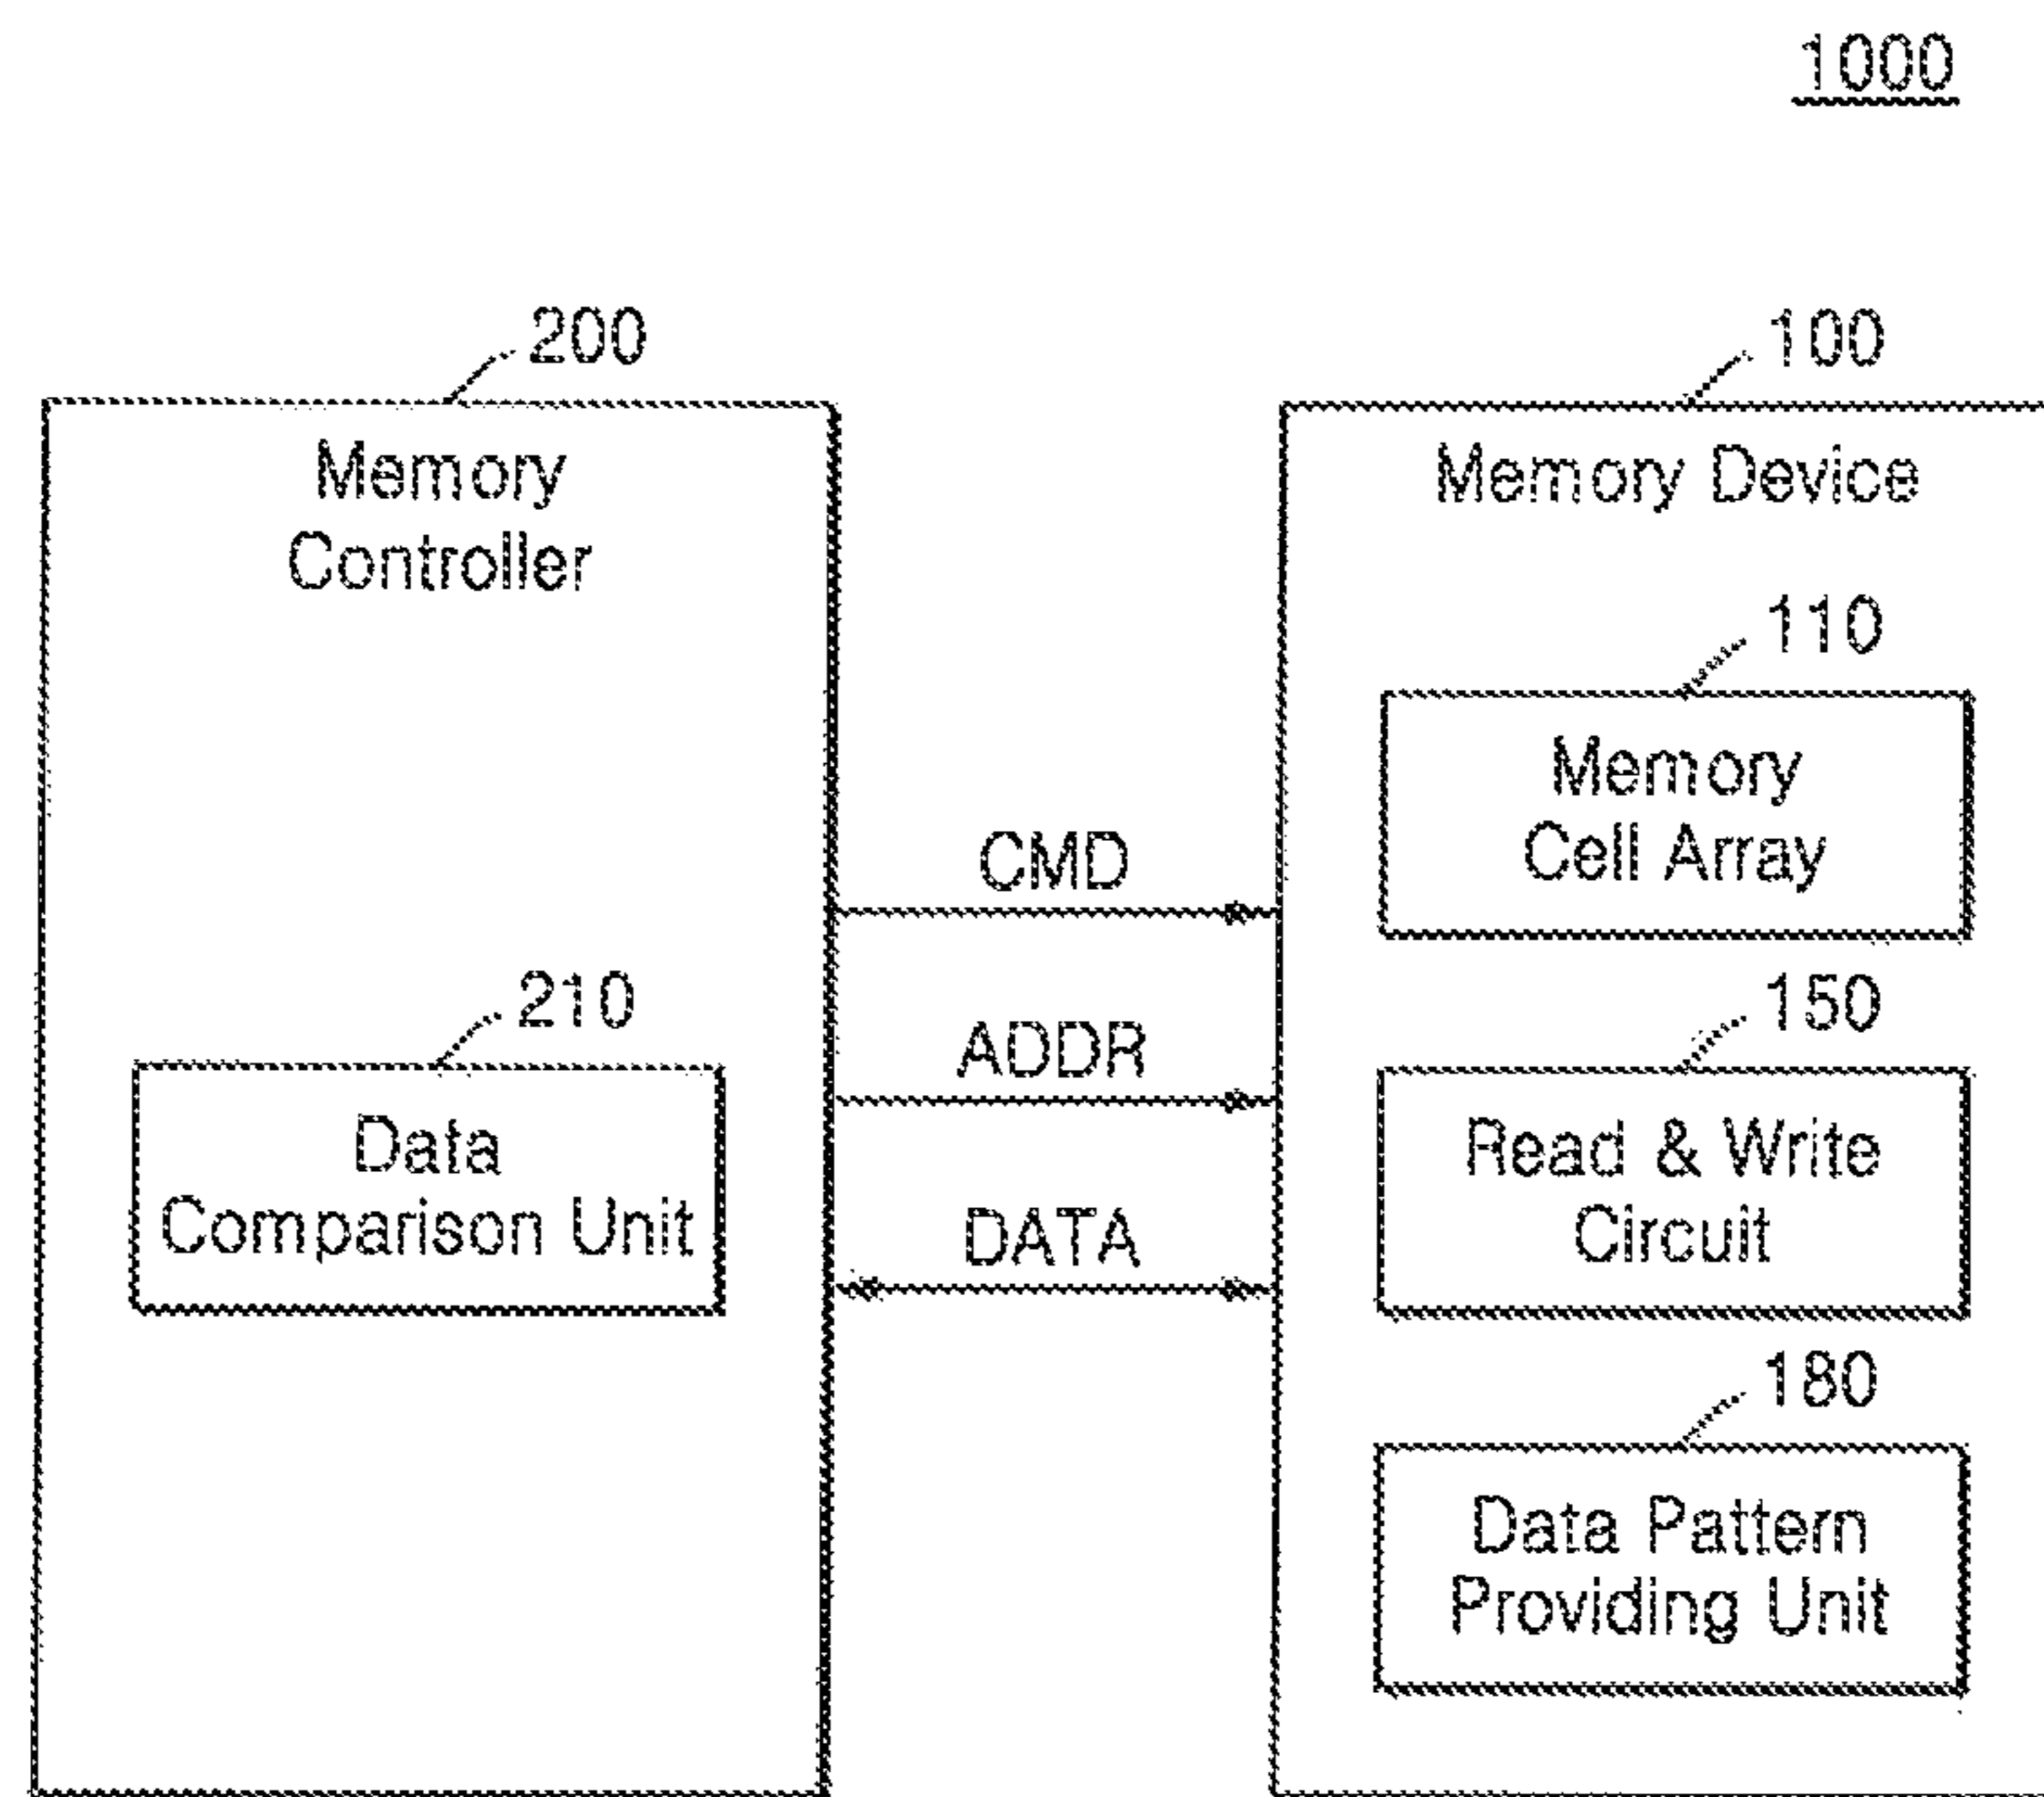 1000
200
Memory
Controller
210
Data
Comparison Unit
CMD
ADDR
DATA
100
Memory Device
110
Memory
Cell Array
150
Read & Write
Circuit
180
Data Pattern
Providing Unit